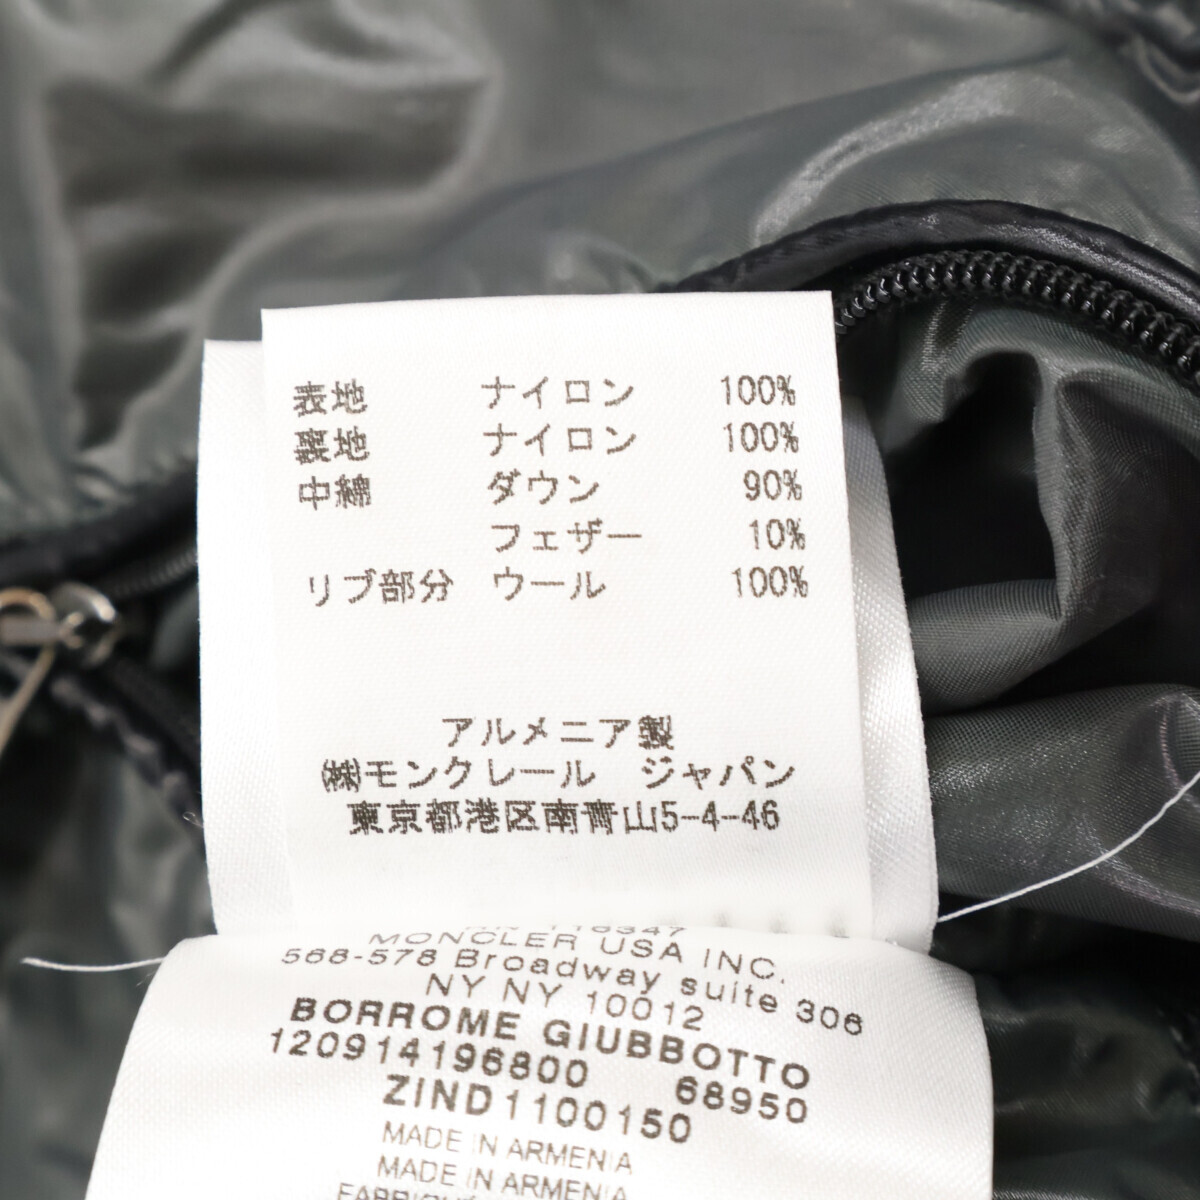 表地 ナイロン 100%
裏地 ナイロン 100%
中綿 ダウン 90%
フェザー 10%
リブ部分 ウール 100%
アルメニア製
㈱モンクレール ジャパン
東京都港区南青山5-4-46
MONCLER USA INC.
568-578 Broadway suite 306
NY NY 10012
BORROME GIUBBOTTO
120914196800 68950
ZIND1100150
MADE IN ARMENIA
MADE IN ARMENIA